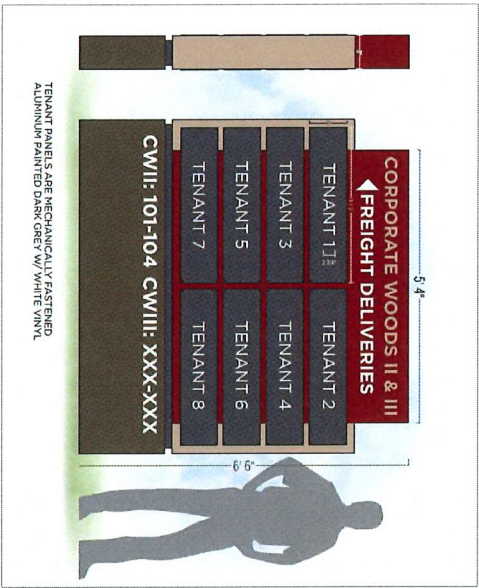 CORPORATE WOODS II & III
◀FREIGHT DELIVERIES
5' 4"
TENANT 1 TENANT 2
TENANT 3 TENANT 4
TENANT 5 TENANT 6
TENANT 7 TENANT 8
CWII: 101-104 CWIII: XXX-XXX
6' 6"
TENANT PANELS ARE MECHANICALLY FASTENED
ALUMINUM PAINTED DARK GREY W/ WHITE VINYL